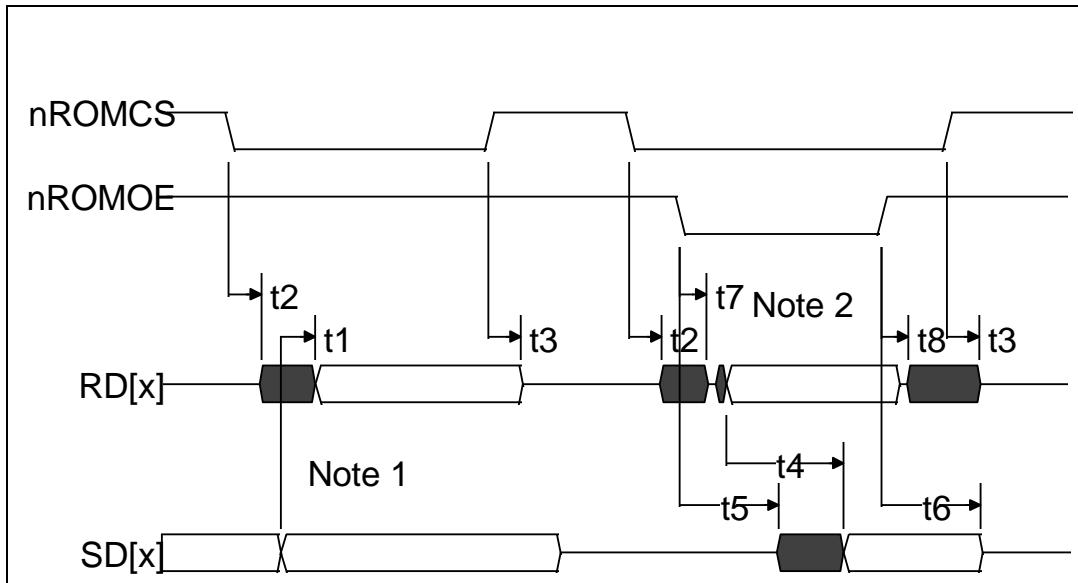 nROMCS
nROMOE
t2
t7
Note 2
t1
t3
t2
t8
t3
RD[x]
t4
Note 1
t5
t6
SD[x]